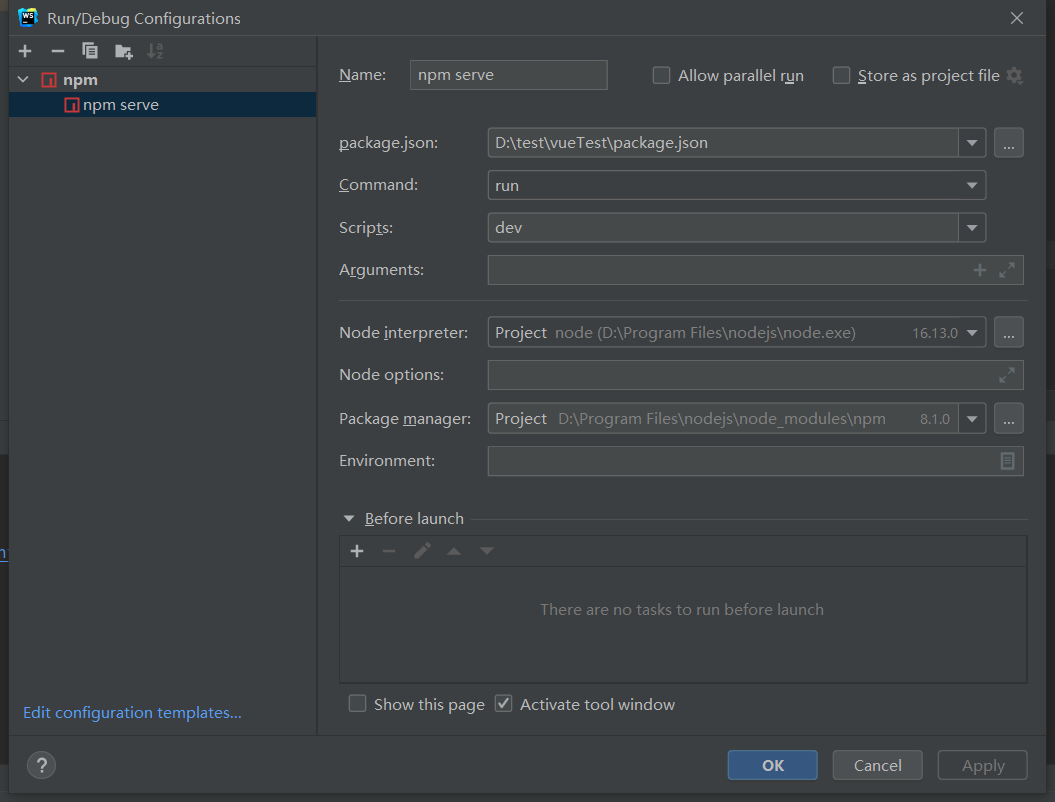 WS Run/Debug Configurations
npm
npm serve
Edit configuration templates...
Name: npm serve Allow parallel run Store as project file
package.json: D:\test\vueTest\package.json ...
Command: run
Scripts: dev
Arguments:
Node interpreter: Project node (D:\Program Files\nodejs\node.exe) 16.13.0 ...
Node options:
Package manager: Project D:\Program Files\nodejs\node_modules\npm 8.1.0 ...
Environment:
Before launch
There are no tasks to run before launch
Show this page Activate tool window
? OK Cancel Apply